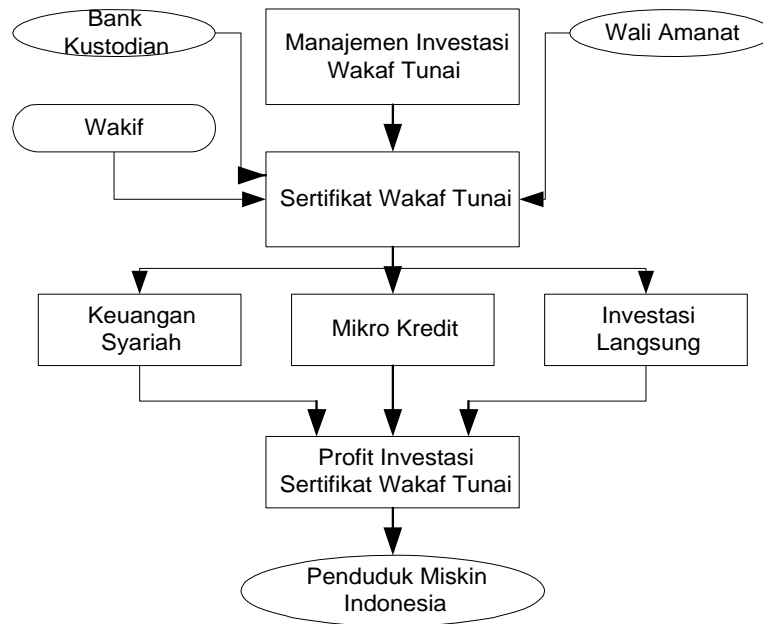 Bank
Kustodian
Manajemen Investasi
Wakaf Tunai
Wali Amanat
Wakif
Sertifikat Wakaf Tunai
Keuangan
Syariah
Mikro Kredit
Investasi
Langsung
Profit Investasi
Sertifikat Wakaf Tunai
Penduduk Miskin
Indonesia